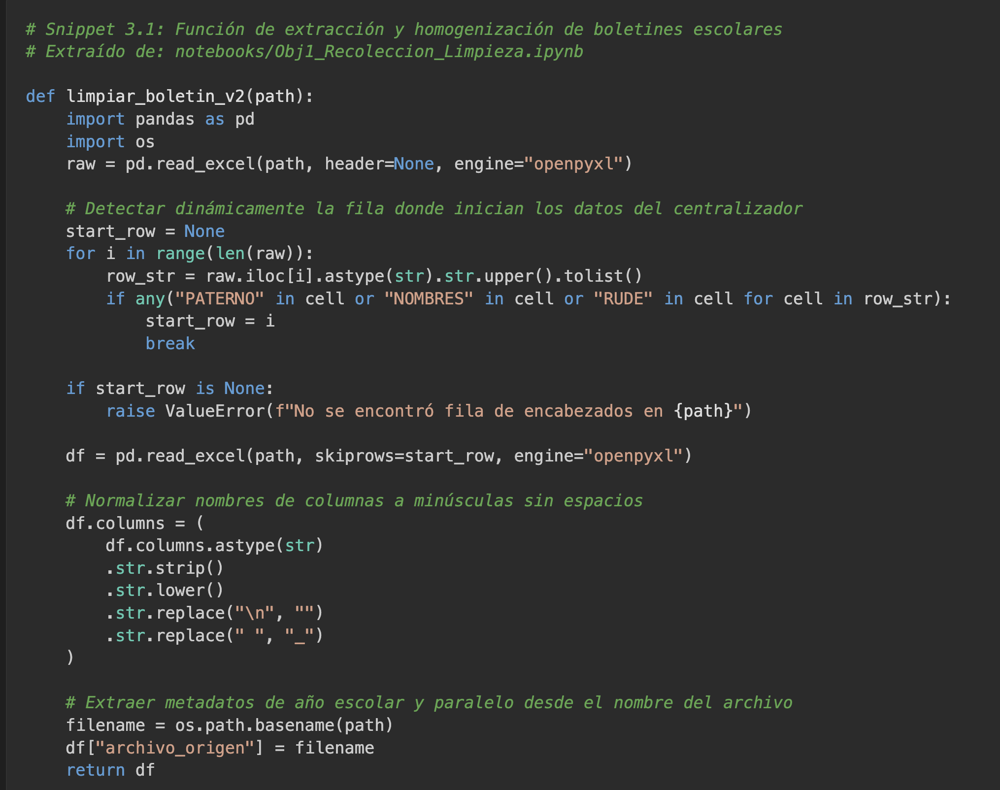 # Snippet 3.1: Función de extracción y homogenización de boletines escolares
# Extraído de: notebooks/Obj1_Recoleccion_Limpieza.ipynb

def limpiar_boletin_v2(path):
    import pandas as pd
    import os
    raw = pd.read_excel(path, header=None, engine="openpyxl")

    # Detectar dinámicamente la fila donde inician los datos del centralizador
    start_row = None
    for i in range(len(raw)):
        row_str = raw.iloc[i].astype(str).str.upper().tolist()
        if any("PATERNO" in cell or "NOMBRES" in cell or "RUDE" in cell for cell in row_str):
            start_row = i
            break

    if start_row is None:
        raise ValueError(f"No se encontró fila de encabezados en {path}")

    df = pd.read_excel(path, skiprows=start_row, engine="openpyxl")

    # Normalizar nombres de columnas a minúsculas sin espacios
    df.columns = (
        df.columns.astype(str)
        .str.strip()
        .str.lower()
        .str.replace("\n", "")
        .str.replace(" ", "_")
    )

    # Extraer metadatos de año escolar y paralelo desde el nombre del archivo
    filename = os.path.basename(path)
    df["archivo_origen"] = filename
    return df